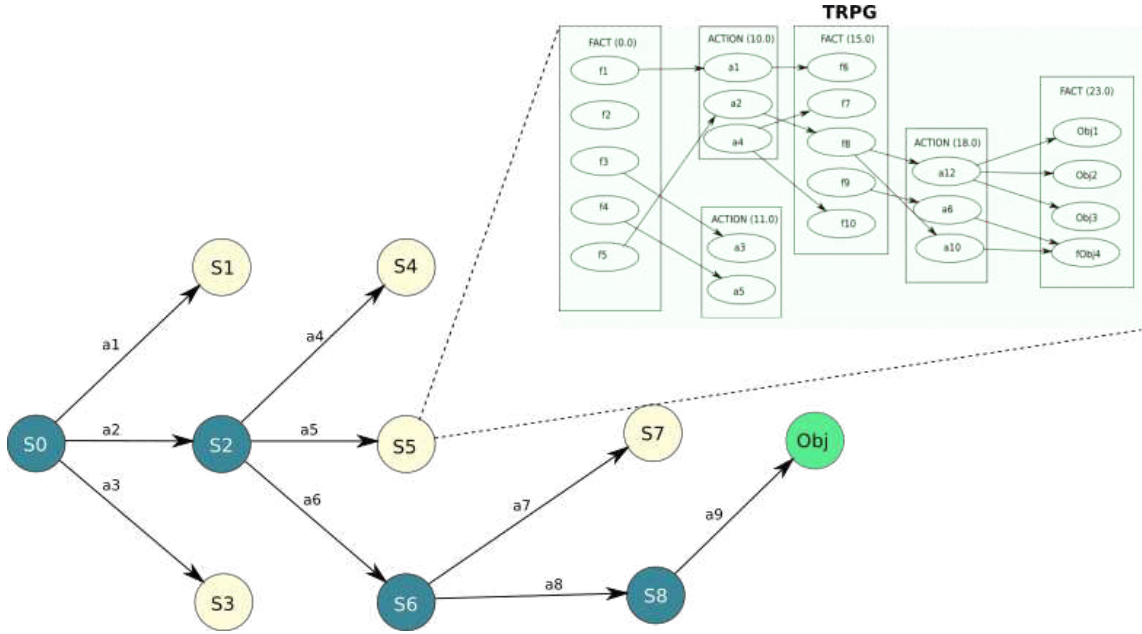 TRPG
FACT (0.0)
f1
f2
f3
f4
f5
ACTION (10.0)
a1
a2
a4
ACTION (11.0)
a3
a5
FACT (15.0)
f6
f7
f8
f9
f10
ACTION (18.0)
a12
a6
a10
FACT (23.0)
Obj1
Obj2
Obj3
fObj4
S1
S4
a1
a4
S0
a2
S2
a5
S5
S7
Obj
a3
a6
a7
a9
S3
S6
a8
S8